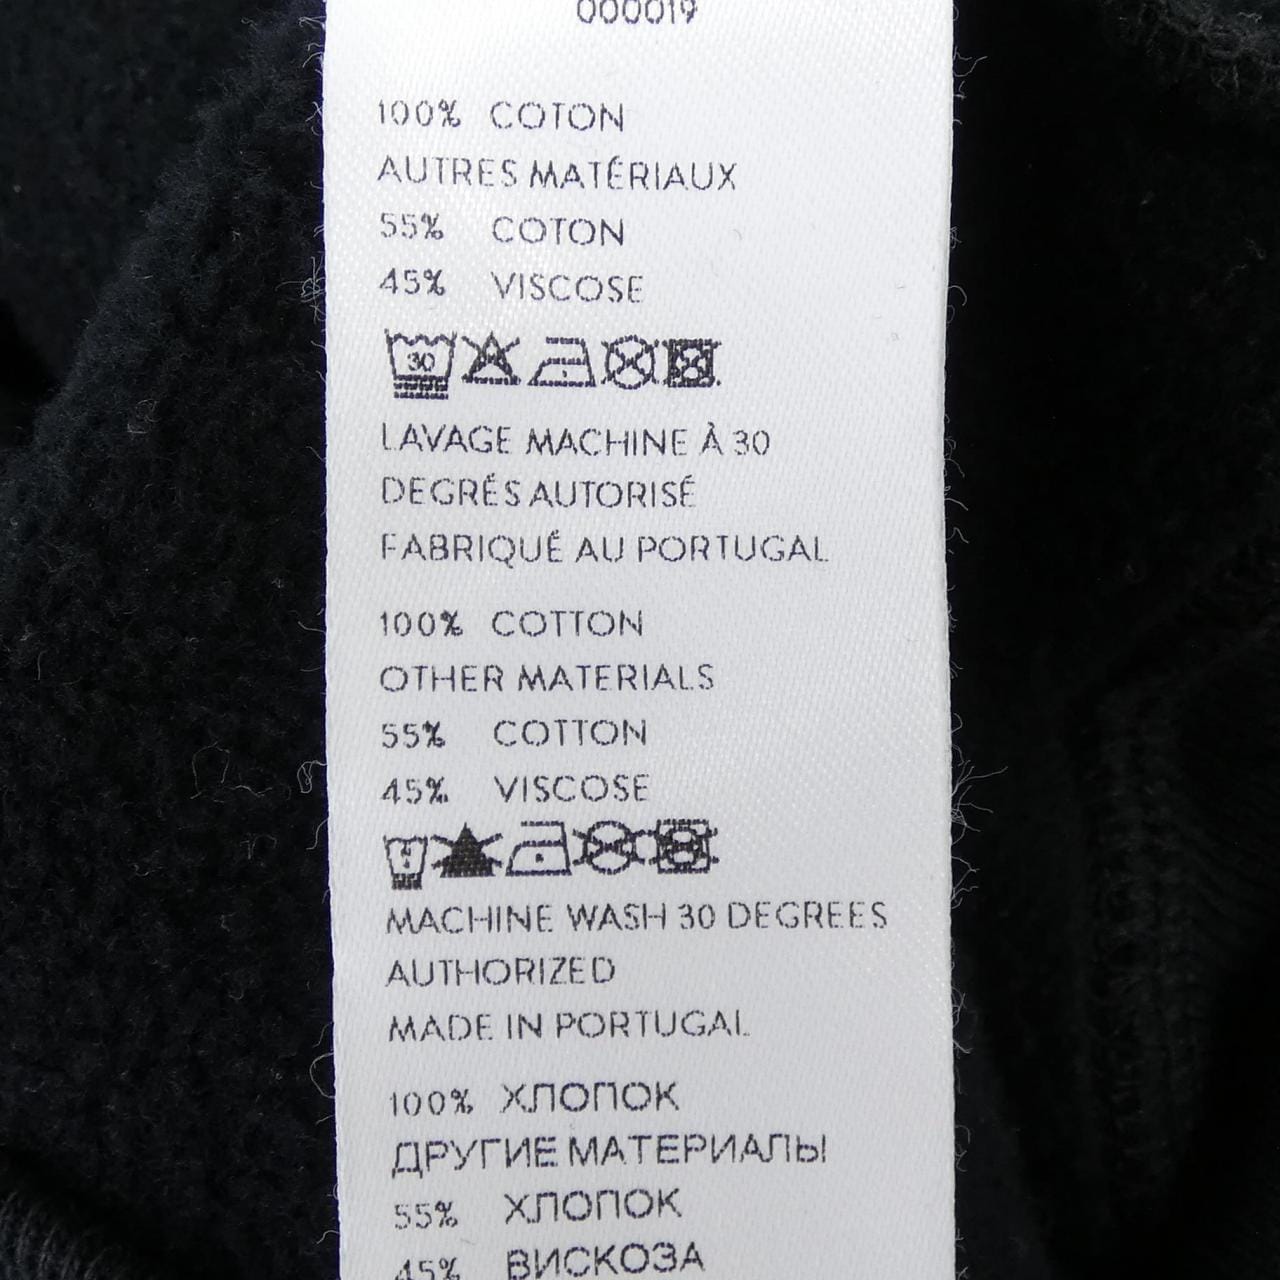 000019
100% COTON
AUTRES MATÉRIAUX
55% COTON
45% VISCOSE
30
LAVAGE MACHINE À 30
DEGRÉS AUTORISÉ
FABRIQUÉ AU PORTUGAL
100% COTTON
OTHER MATERIALS
55% COTTON
45% VISCOSE
MACHINE WASH 30 DEGREES
AUTHORIZED
MADE IN PORTUGAL
100% ХЛОПОК
ДРУГИЕ МАТЕРИАЛЫ
55% ХЛОПОК
45% ВИСКОЗА